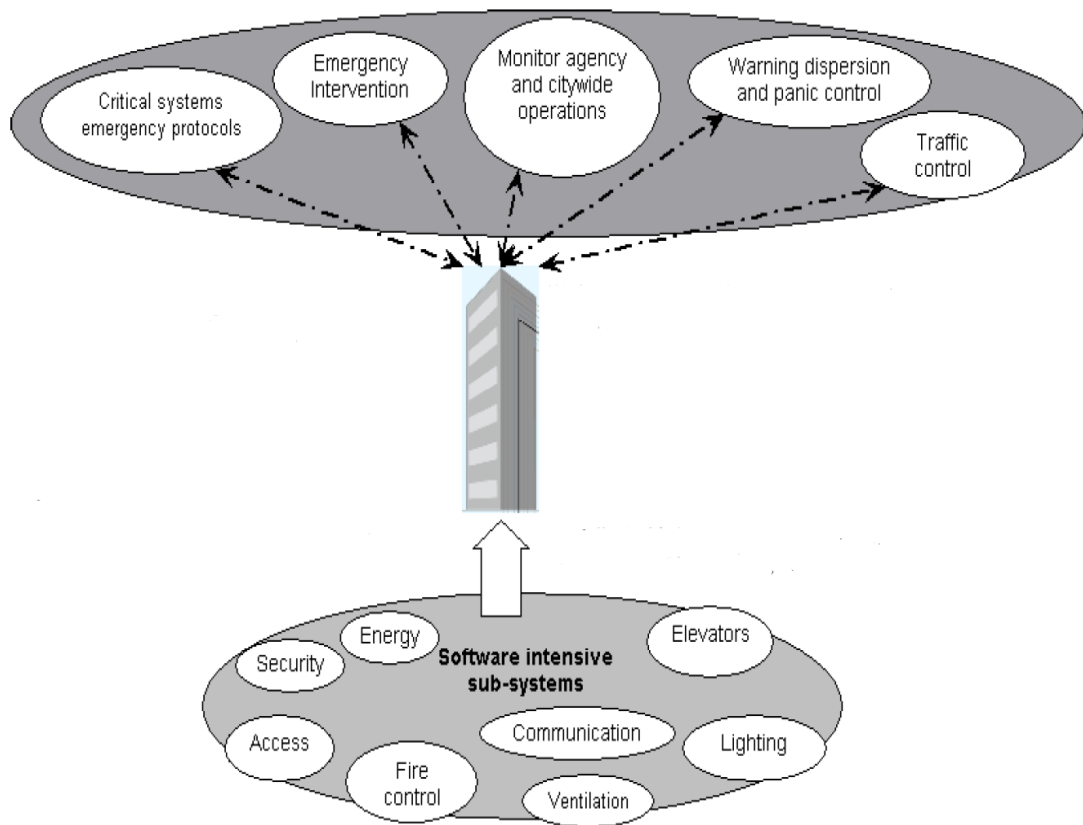 Critical systems
emergency protocols
Emergency
Intervention
Monitor agency
and citywide
operations
Warning dispersion
and panic control
Traffic
control
Energy
Security
Software intensive
sub-systems
Elevators
Access
Fire
control
Communication
Ventilation
Lighting